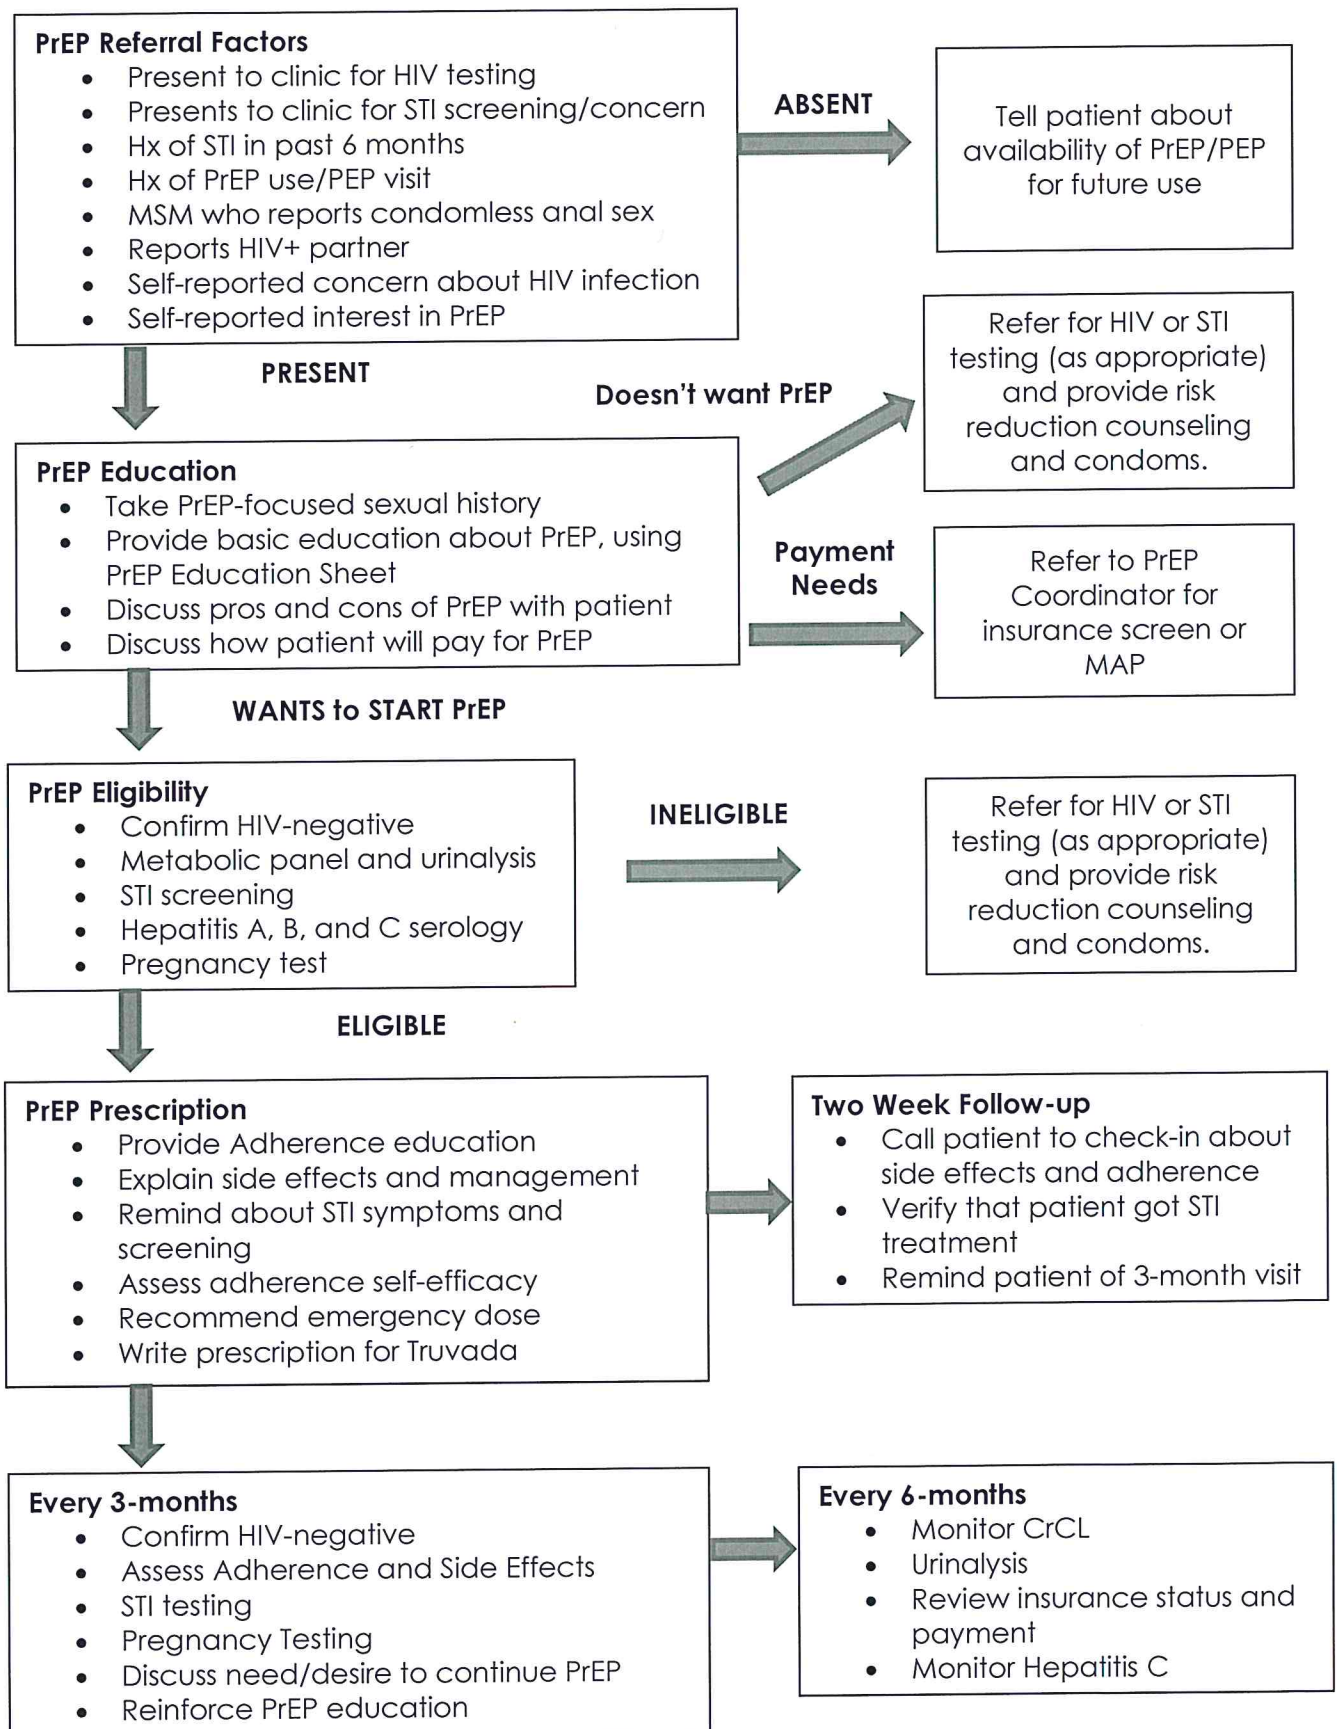 PrEP Referral Factors
• Present to clinic for HIV testing
• Presents to clinic for STI screening/concern
• Hx of STI in past 6 months
• Hx of PrEP use/PEP visit
• MSM who reports condomless anal sex
• Reports HIV+ partner
• Self-reported concern about HIV infection
• Self-reported interest in PrEP
ABSENT
Tell patient about
availability of PrEP/PEP
for future use
PRESENT
Doesn't want PrEP
Refer for HIV or STI
testing (as appropriate)
and provide risk
reduction counseling
and condoms.
PrEP Education
• Take PrEP-focused sexual history
• Provide basic education about PrEP, using
PrEP Education Sheet
• Discuss pros and cons of PrEP with patient
• Discuss how patient will pay for PrEP
Payment
Needs
Refer to PrEP
Coordinator for
insurance screen or
MAP
WANTS to START PrEP
PrEP Eligibility
• Confirm HIV-negative
• Metabolic panel and urinalysis
• STI screening
• Hepatitis A, B, and C serology
• Pregnancy test
INELIGIBLE
Refer for HIV or STI
testing (as appropriate)
and provide risk
reduction counseling
and condoms.
ELIGIBLE
PrEP Prescription
• Provide Adherence education
• Explain side effects and management
• Remind about STI symptoms and
screening
• Assess adherence self-efficacy
• Recommend emergency dose
• Write prescription for Truvada
Two Week Follow-up
• Call patient to check-in about
side effects and adherence
• Verify that patient got STI
treatment
• Remind patient of 3-month visit
Every 3-months
• Confirm HIV-negative
• Assess Adherence and Side Effects
• STI testing
• Pregnancy Testing
• Discuss need/desire to continue PrEP
• Reinforce PrEP education
Every 6-months
• Monitor CrCL
• Urinalysis
• Review insurance status and
payment
• Monitor Hepatitis C